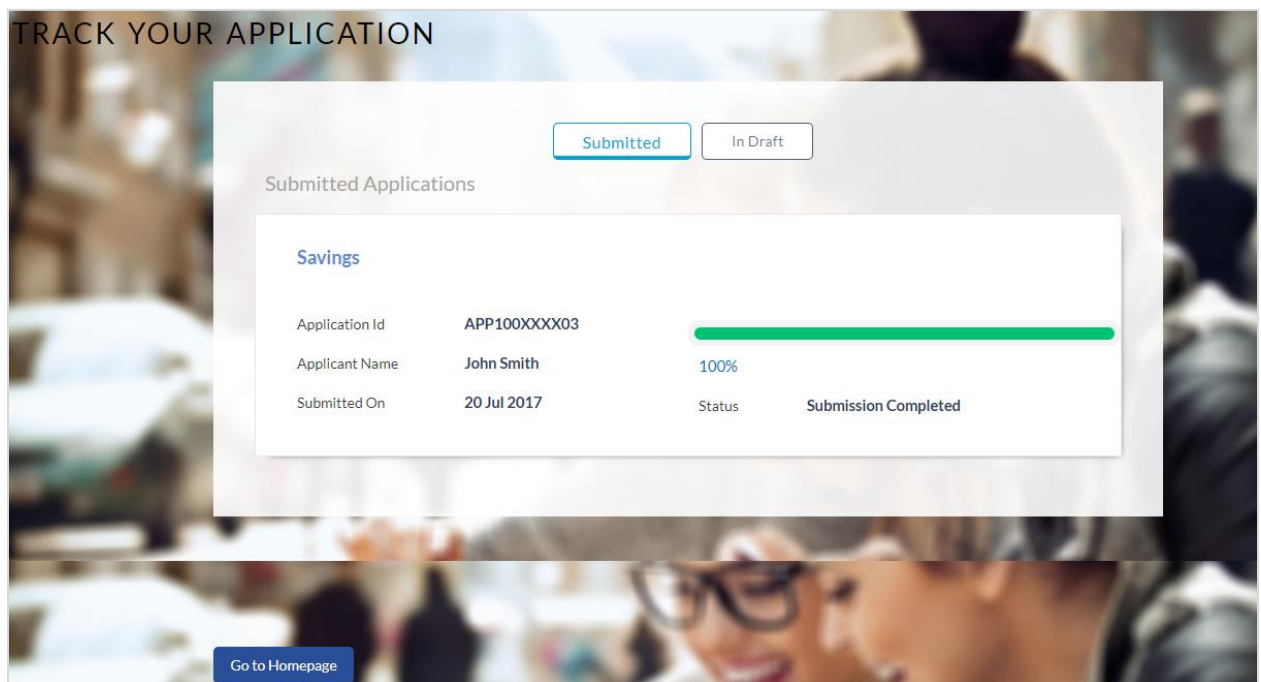 TRACK YOUR APPLICATION
Submitted
In Draft
Submitted Applications
Savings
Application Id APP100XXXX03
Applicant Name John Smith
100%
Submitted On 20 Jul 2017
Status Submission Completed
Go to Homepage